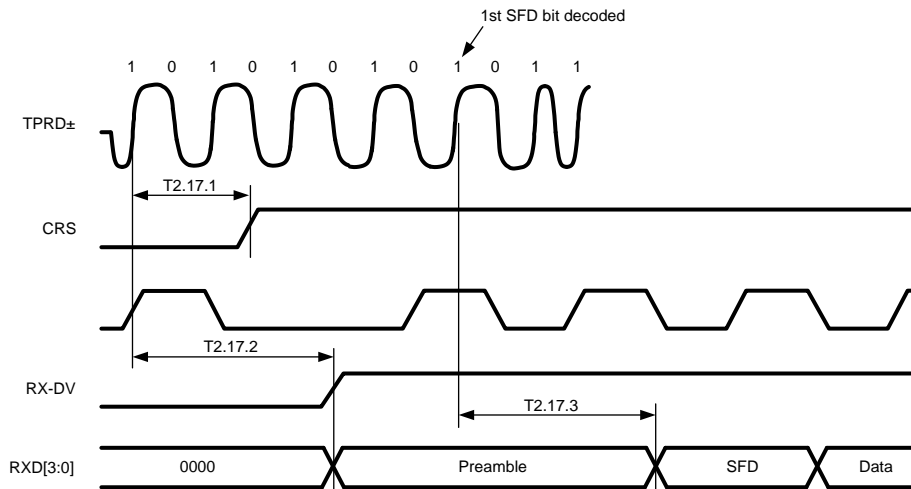 1st SFD bit decoded
1 0 1 0 1 0 1 0 1 0 1 1
TPRD±
T2.17.1
CRS
T2.17.2
RX-DV
T2.17.3
RXD[3:0]
0000
Preamble
SFD
Data